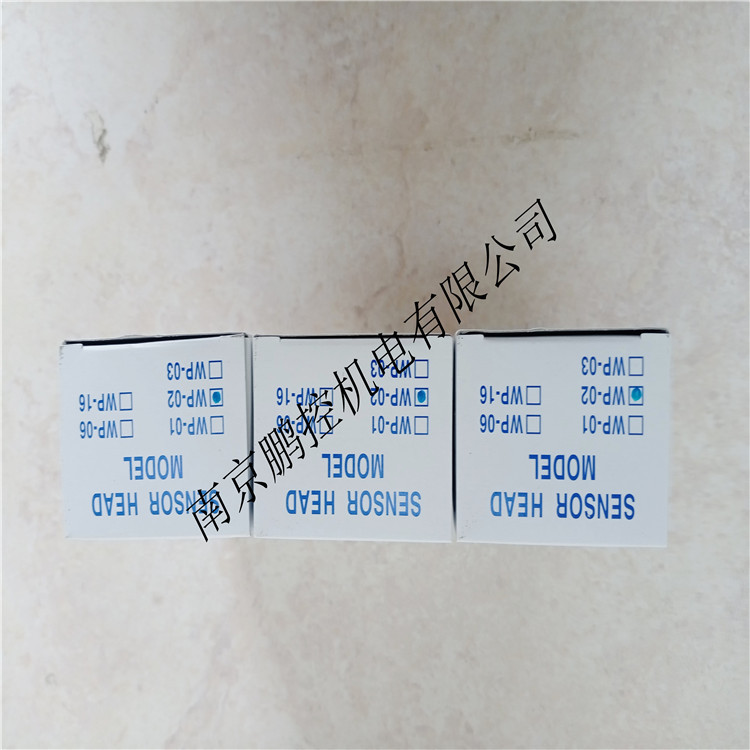 SENSOR HEAD
MODEL
□WP-01 □WP-06
☑WP-02 □WP-16
□WP-03
SENSOR HEAD
MODEL
□WP-01 □WP-06
☑WP-02 □WP-16
□WP-03
SENSOR HEAD
MODEL
□WP-01 □WP-06
☑WP-02 □WP-16
□WP-03
南京鹏控机电有限公司